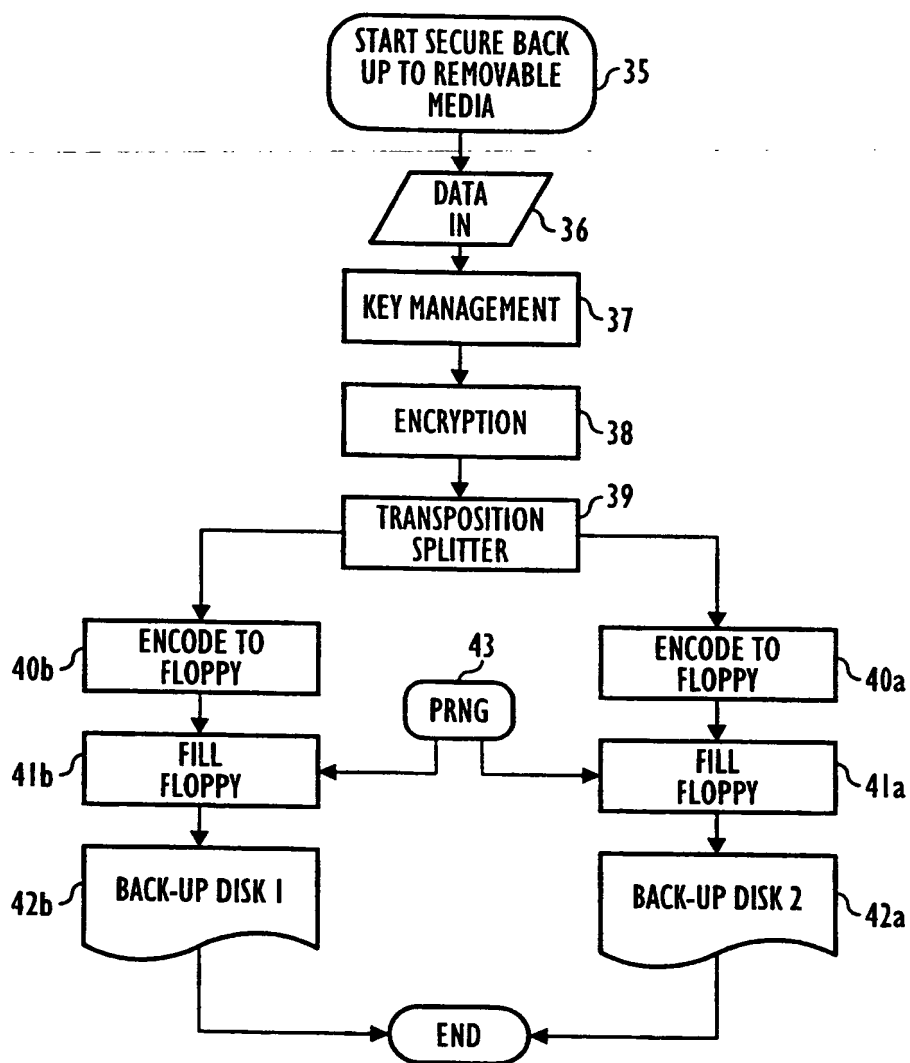 START SECURE BACK
UP TO REMOVABLE
MEDIA
35
DATA
IN
36
KEY MANAGEMENT
37
ENCRYPTION
38
39
TRANSPOSITION
SPLITTER
ENCODE TO
FLOPPY
40b
43
PRNG
ENCODE TO
FLOPPY
40a
FILL
FLOPPY
41b
FILL
FLOPPY
41a
BACK-UP DISK 1
42b
BACK-UP DISK 2
42a
END